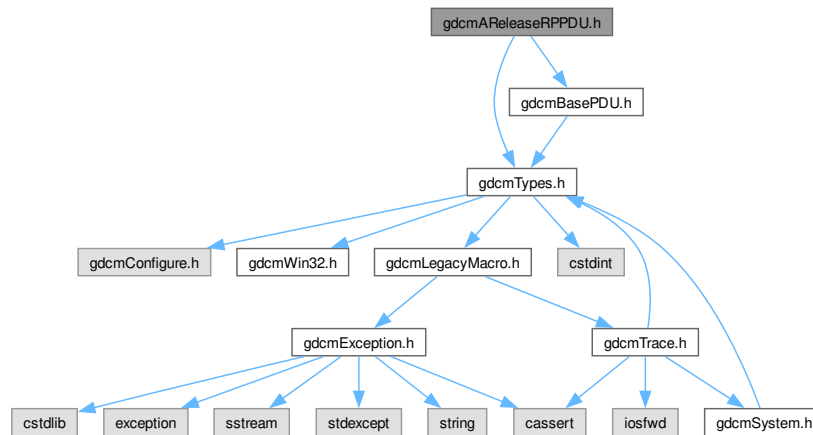 gdcmAReleaseRPPDU.h
gdcmBasePDU.h
gdcmTypes.h
gdcmConfigure.h
gdcmWin32.h
gdcmLegacyMacro.h
cstdint
gdcmException.h
gdcmTrace.h
cstdlib
exception
sstream
stdexcept
string
cassert
iosfwd
gdcmSystem.h